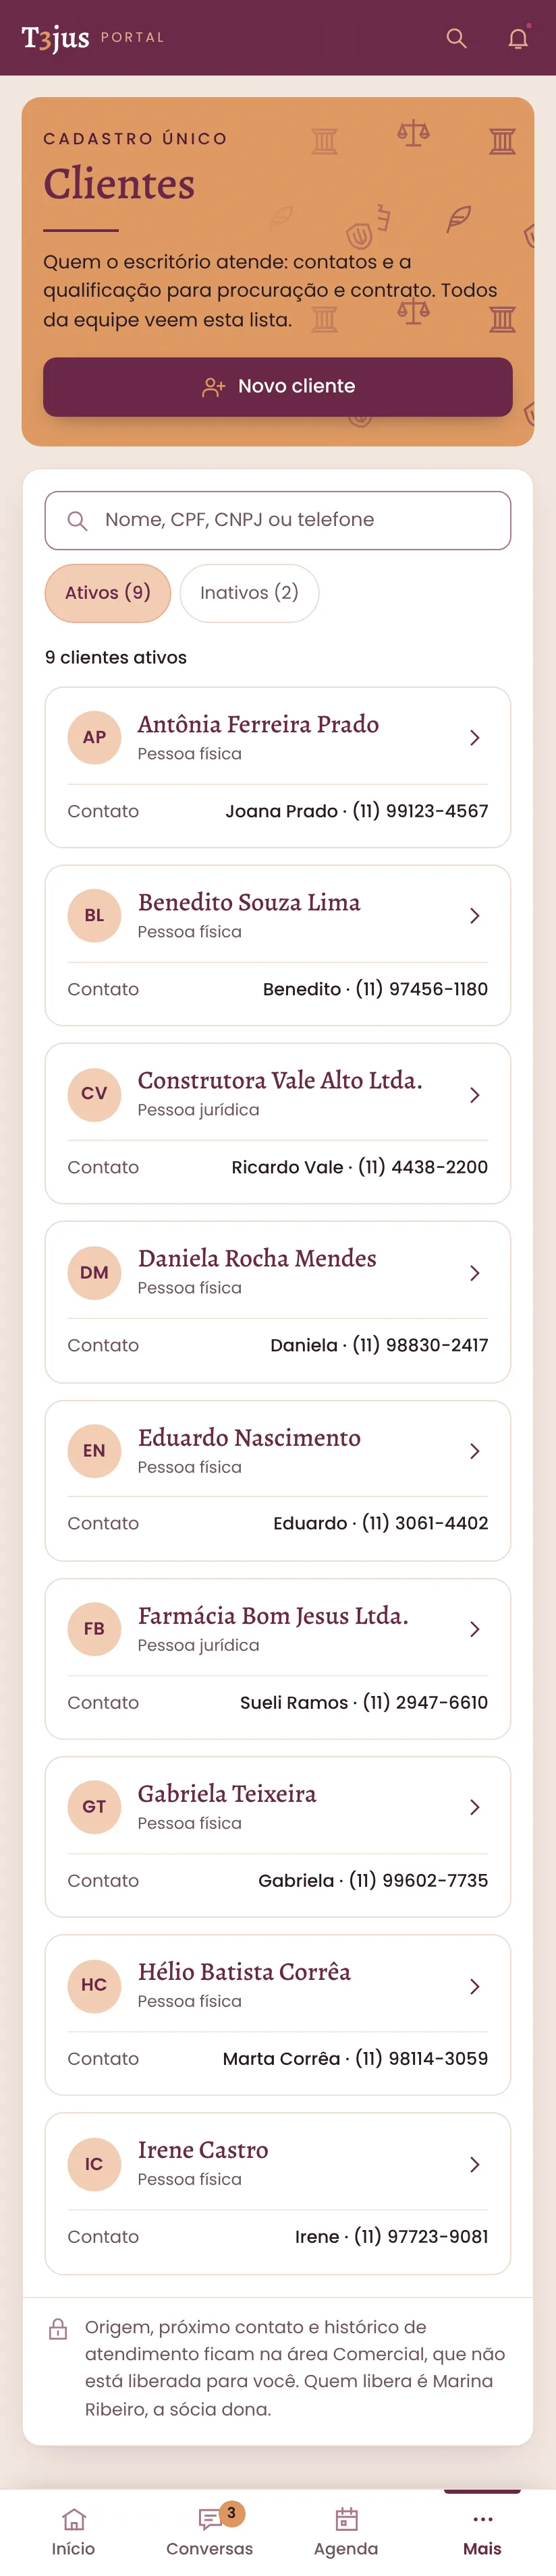 T3jus PORTAL
CADASTRO ÚNICO
Clientes
Quem o escritório atende: contatos e a
qualificação para procuração e contrato. Todos
da equipe veem esta lista.
Novo cliente
Nome, CPF, CNPJ ou telefone
Ativos (9) Inativos (2)
9 clientes ativos
AP Antônia Ferreira Prado
Pessoa física
Contato Joana Prado · (11) 99123-4567
BL Benedito Souza Lima
Pessoa física
Contato Benedito · (11) 97456-1180
CV Construtora Vale Alto Ltda.
Pessoa jurídica
Contato Ricardo Vale · (11) 4438-2200
DM Daniela Rocha Mendes
Pessoa física
Contato Daniela · (11) 98830-2417
EN Eduardo Nascimento
Pessoa física
Contato Eduardo · (11) 3061-4402
FB Farmácia Bom Jesus Ltda.
Pessoa jurídica
Contato Sueli Ramos · (11) 2947-6610
GT Gabriela Teixeira
Pessoa física
Contato Gabriela · (11) 99602-7735
HC Hélio Batista Corrêa
Pessoa física
Contato Marta Corrêa · (11) 98114-3059
IC Irene Castro
Pessoa física
Contato Irene · (11) 97723-9081
Origem, próximo contato e histórico de
atendimento ficam na área Comercial, que não
está liberada para você. Quem libera é Marina
Ribeiro, a sócia dona.
3
Início Conversas Agenda Mais